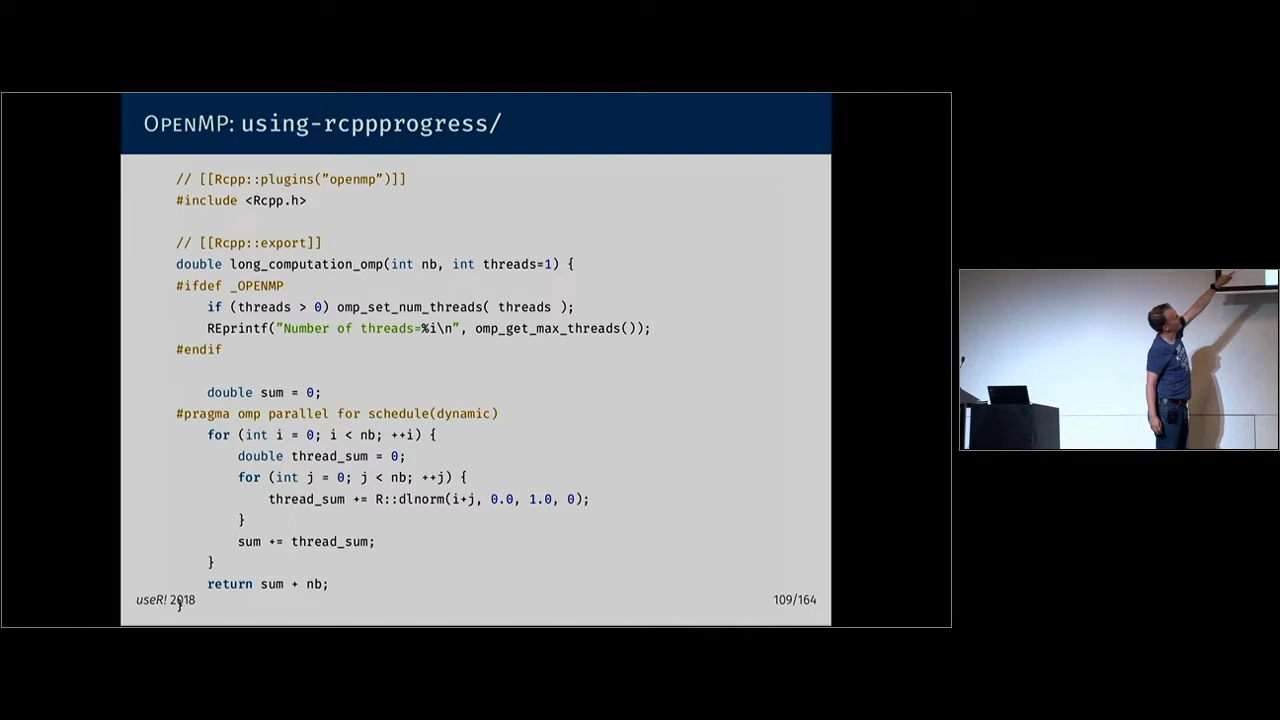 OpenMP: using-rcppprogress/
// [[Rcpp::plugins("openmp")]]
#include <Rcpp.h>
// [[Rcpp::export]]
double long_computation_omp(int nb, int threads=1) {
#ifdef _OPENMP
    if (threads > 0) omp_set_num_threads( threads );
    REprintf("Number of threads=%i\n", omp_get_max_threads());
#endif
    double sum = 0;
#pragma omp parallel for schedule(dynamic)
    for (int i = 0; i < nb; ++i) {
        double thread_sum = 0;
        for (int j = 0; j < nb; ++j) {
            thread_sum += R::dlnorm(i+j, 0.0, 1.0, 0);
        }
        sum += thread_sum;
    }
    return sum + nb;
}
useR! 2018
109/164